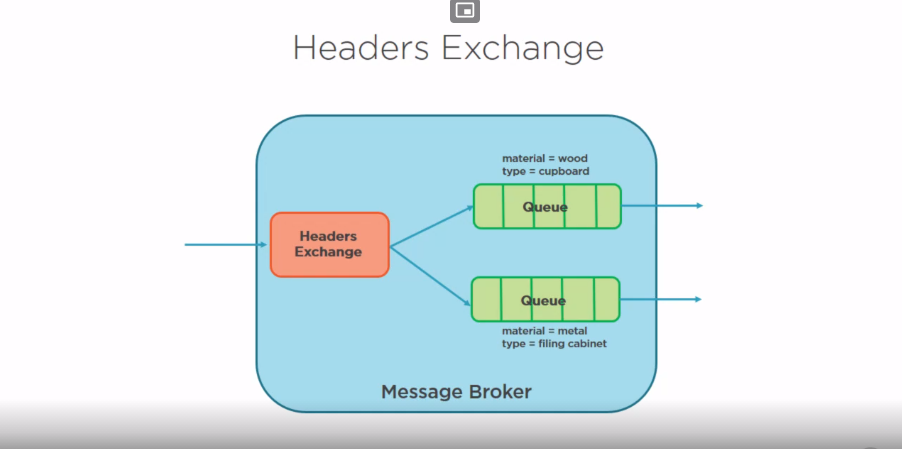 Headers Exchange
material = wood
type = cupboard
Queue
Headers
Exchange
Queue
material = metal
type = filing cabinet
Message Broker